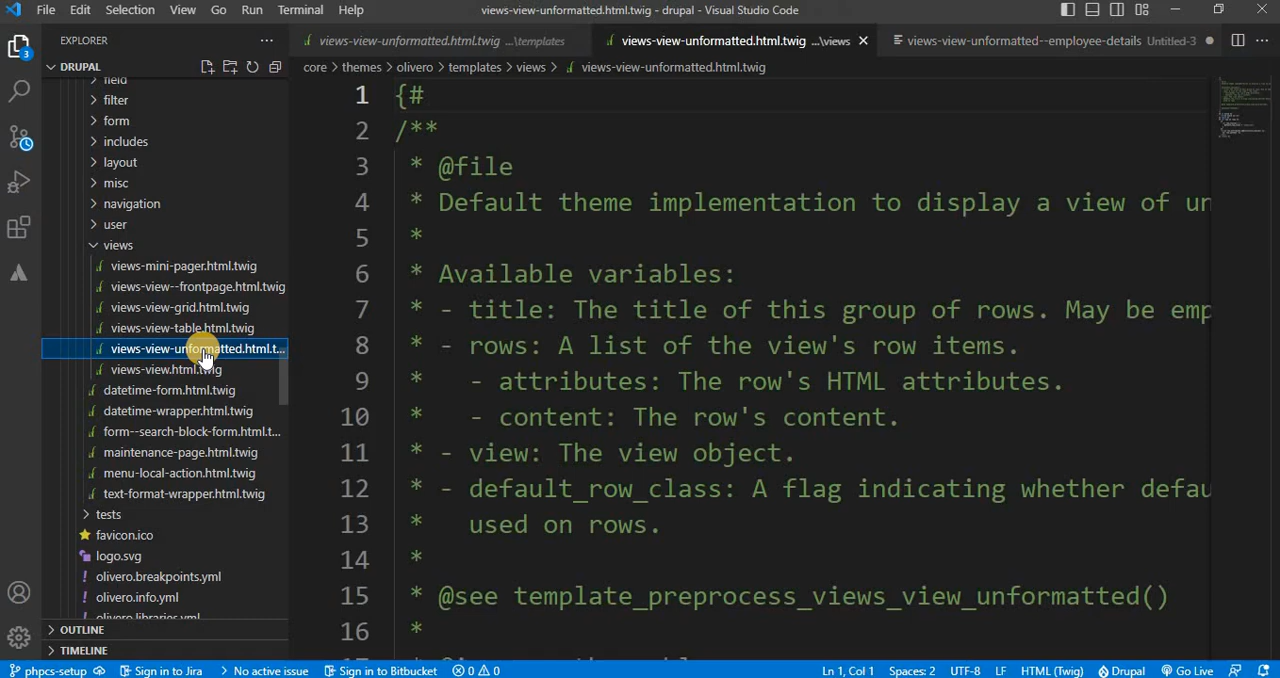 File Edit Selection View Go Run Terminal Help views-view-unformatted.html.twig - drupal - Visual Studio Code
EXPLORER
views-view-unformatted.html.twig ...\templates
views-view-unformatted.html.twig ...\views
views-view-unformatted--employee-details Untitled-3
DRUPAL
core > themes > olivero > templates > views > views-view-unformatted.html.twig
3
field
filter
form
includes
layout
misc
navigation
user
views
views-mini-pager.html.twig
views-view--frontpage.html.twig
views-view-grid.html.twig
views-view-table.html.twig
views-view-unformatted.html.t...
views-view.html.twig
datetime-form.html.twig
datetime-wrapper.html.twig
form--search-block-form.html.t...
maintenance-page.html.twig
menu-local-action.html.twig
text-format-wrapper.html.twig
tests
favicon.ico
logo.svg
olivero.breakpoints.yml
olivero.info.yml
olivero.libraries.yml
OUTLINE
TIMELINE
1 {#
2 /**
3 * @file
4 * Default theme implementation to display a view of un
5 *
6 * Available variables:
7 * - title: The title of this group of rows. May be emp
8 * - rows: A list of the view's row items.
9 * - attributes: The row's HTML attributes.
10 * - content: The row's content.
11 * - view: The view object.
12 * - default_row_class: A flag indicating whether defau
13 * used on rows.
14 *
15 * @see template_preprocess_views_view_unformatted()
16 *
phpcs-setup Sign in to Jira No active issue Sign in to Bitbucket 0 0 Ln 1, Col 1 Spaces: 2 UTF-8 LF HTML (Twig) Drupal Go Live